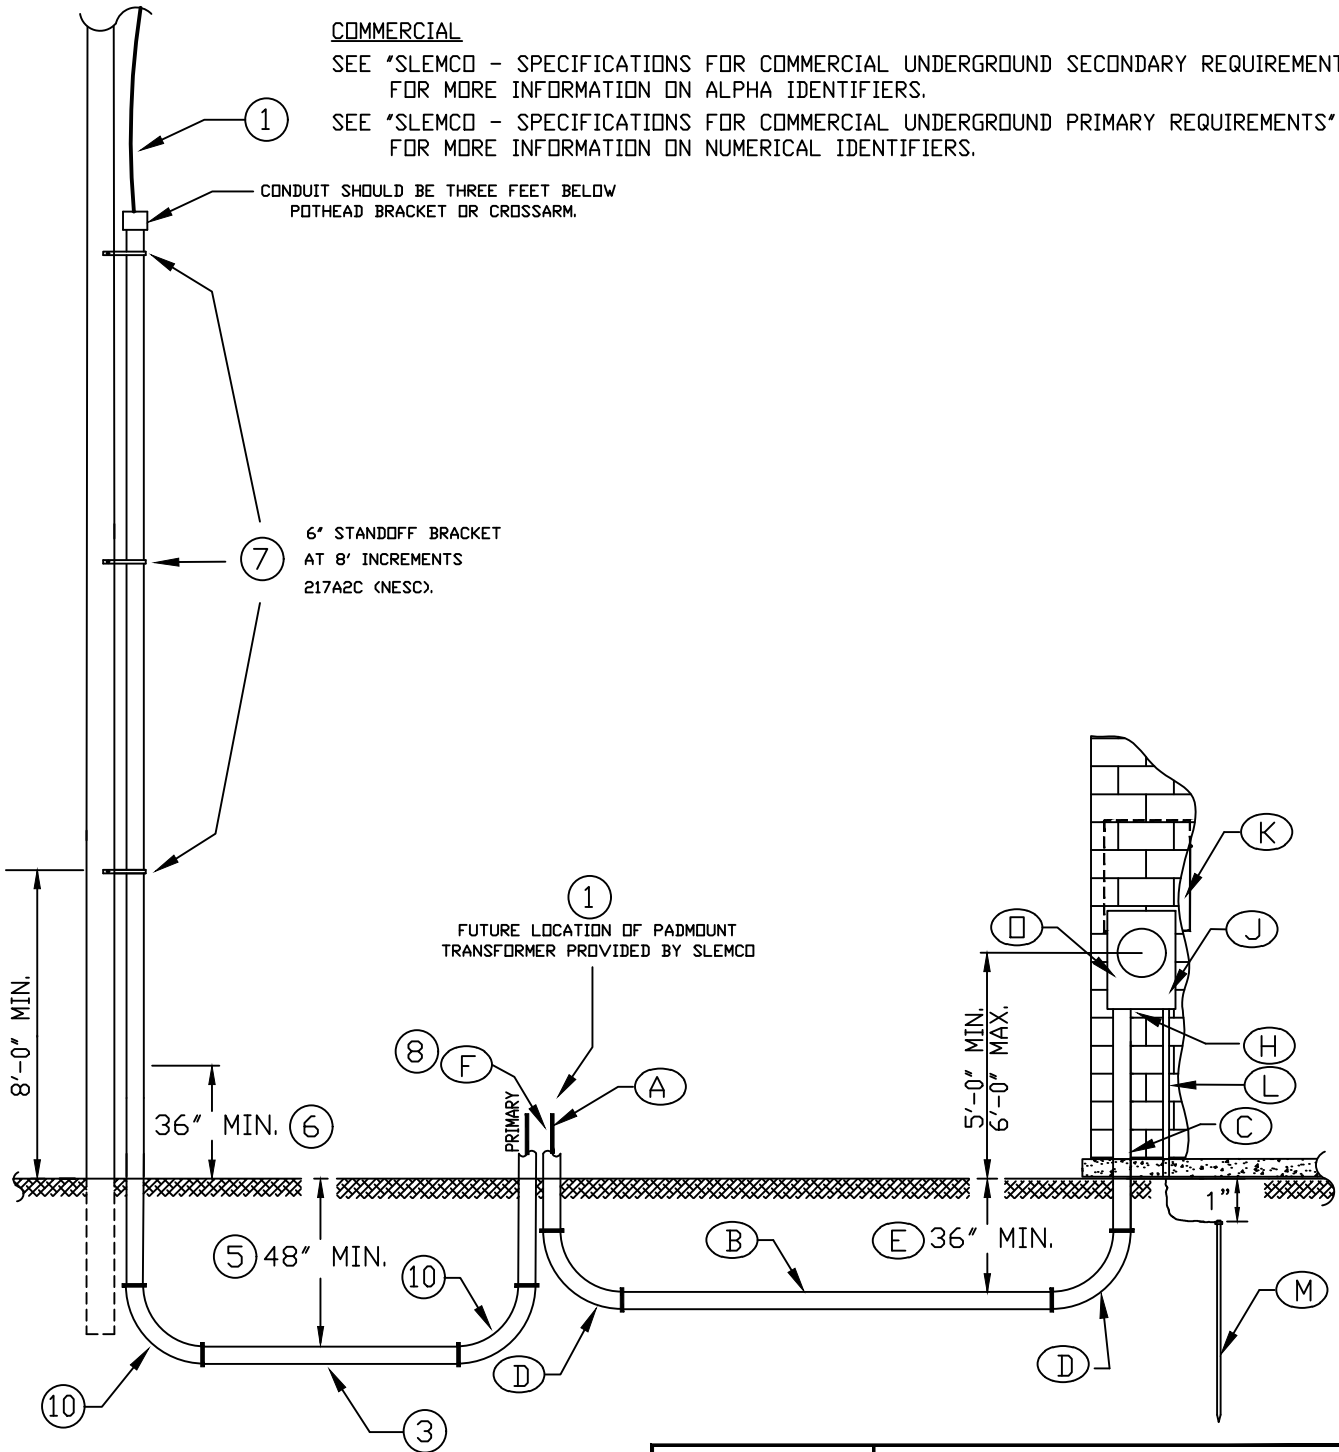 COMMERCIAL
SEE "SLEMCO - SPECIFICATIONS FOR COMMERCIAL UNDERGROUND SECONDARY REQUIREMENT
FOR MORE INFORMATION ON ALPHA IDENTIFIERS.
SEE "SLEMCO - SPECIFICATIONS FOR COMMERCIAL UNDERGROUND PRIMARY REQUIREMENTS"
FOR MORE INFORMATION ON NUMERICAL IDENTIFIERS.
1
CONDUIT SHOULD BE THREE FEET BELOW
POTHEAD BRACKET OR CROSSARM.
7
6" STANDOFF BRACKET
AT 8' INCREMENTS
217A2C (NESC).
1
FUTURE LOCATION OF PADMOUNT
TRANSFORMER PROVIDED BY SLEMCO
K
O
J
8'-0" MIN.
5'-0" MIN.
6'-0" MAX.
8
F
A
H
L
PRIMARY
36" MIN. 6
C
1"
5 48" MIN.
10
B
E 36" MIN.
M
D
D
10
3